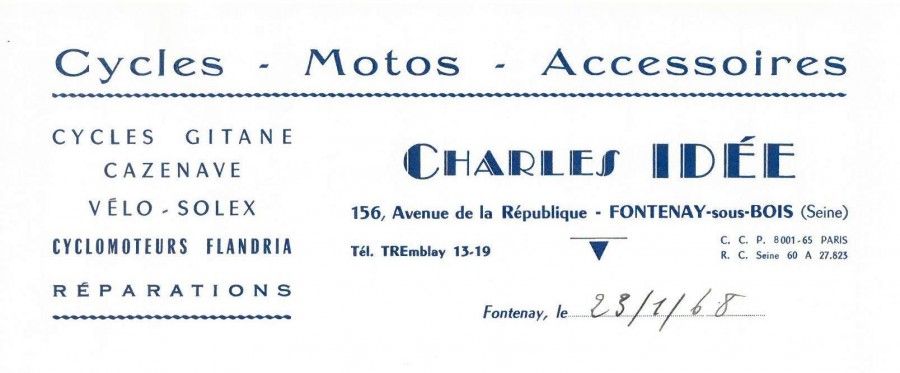 Cycles - Motos - Accessoires
CYCLES GITANE
CAZENAVE
VÉLO - SOLEX
CYCLOMOTEURS FLANDRIA
RÉPARATIONS
CHARLES IDÉE
156, Avenue de la République - FONTENAY-sous-BOIS (Seine)
Tél. TREmblay 13-19
C. C. P. 8001-65 PARIS
R. C. Seine 60 A 27.823
Fontenay, le 23/1/68